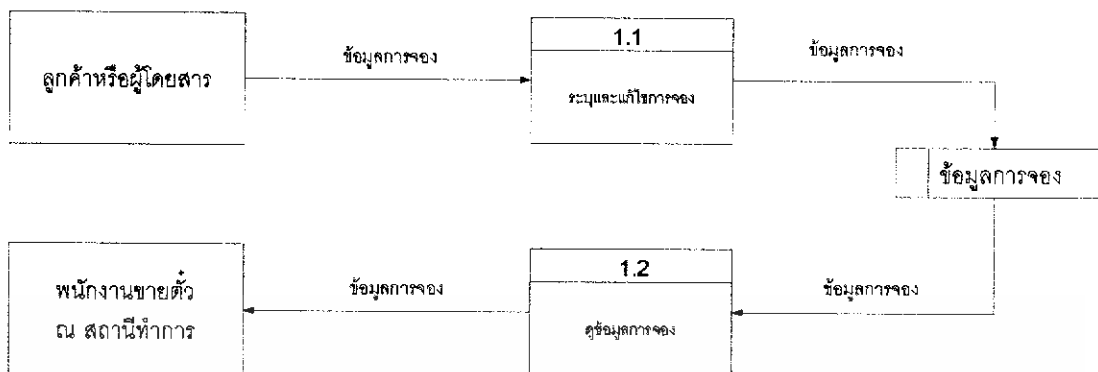 ลูกค้าหรือผู้โดยสาร
ข้อมูลการจอง
1.1
ระบุและแก้ไขการจอง
ข้อมูลการจอง
ข้อมูลการจอง
พนักงานขายตั๋ว
ณ สถานีทำการ
ข้อมูลการจอง
1.2
ดูข้อมูลการจอง
ข้อมูลการจอง